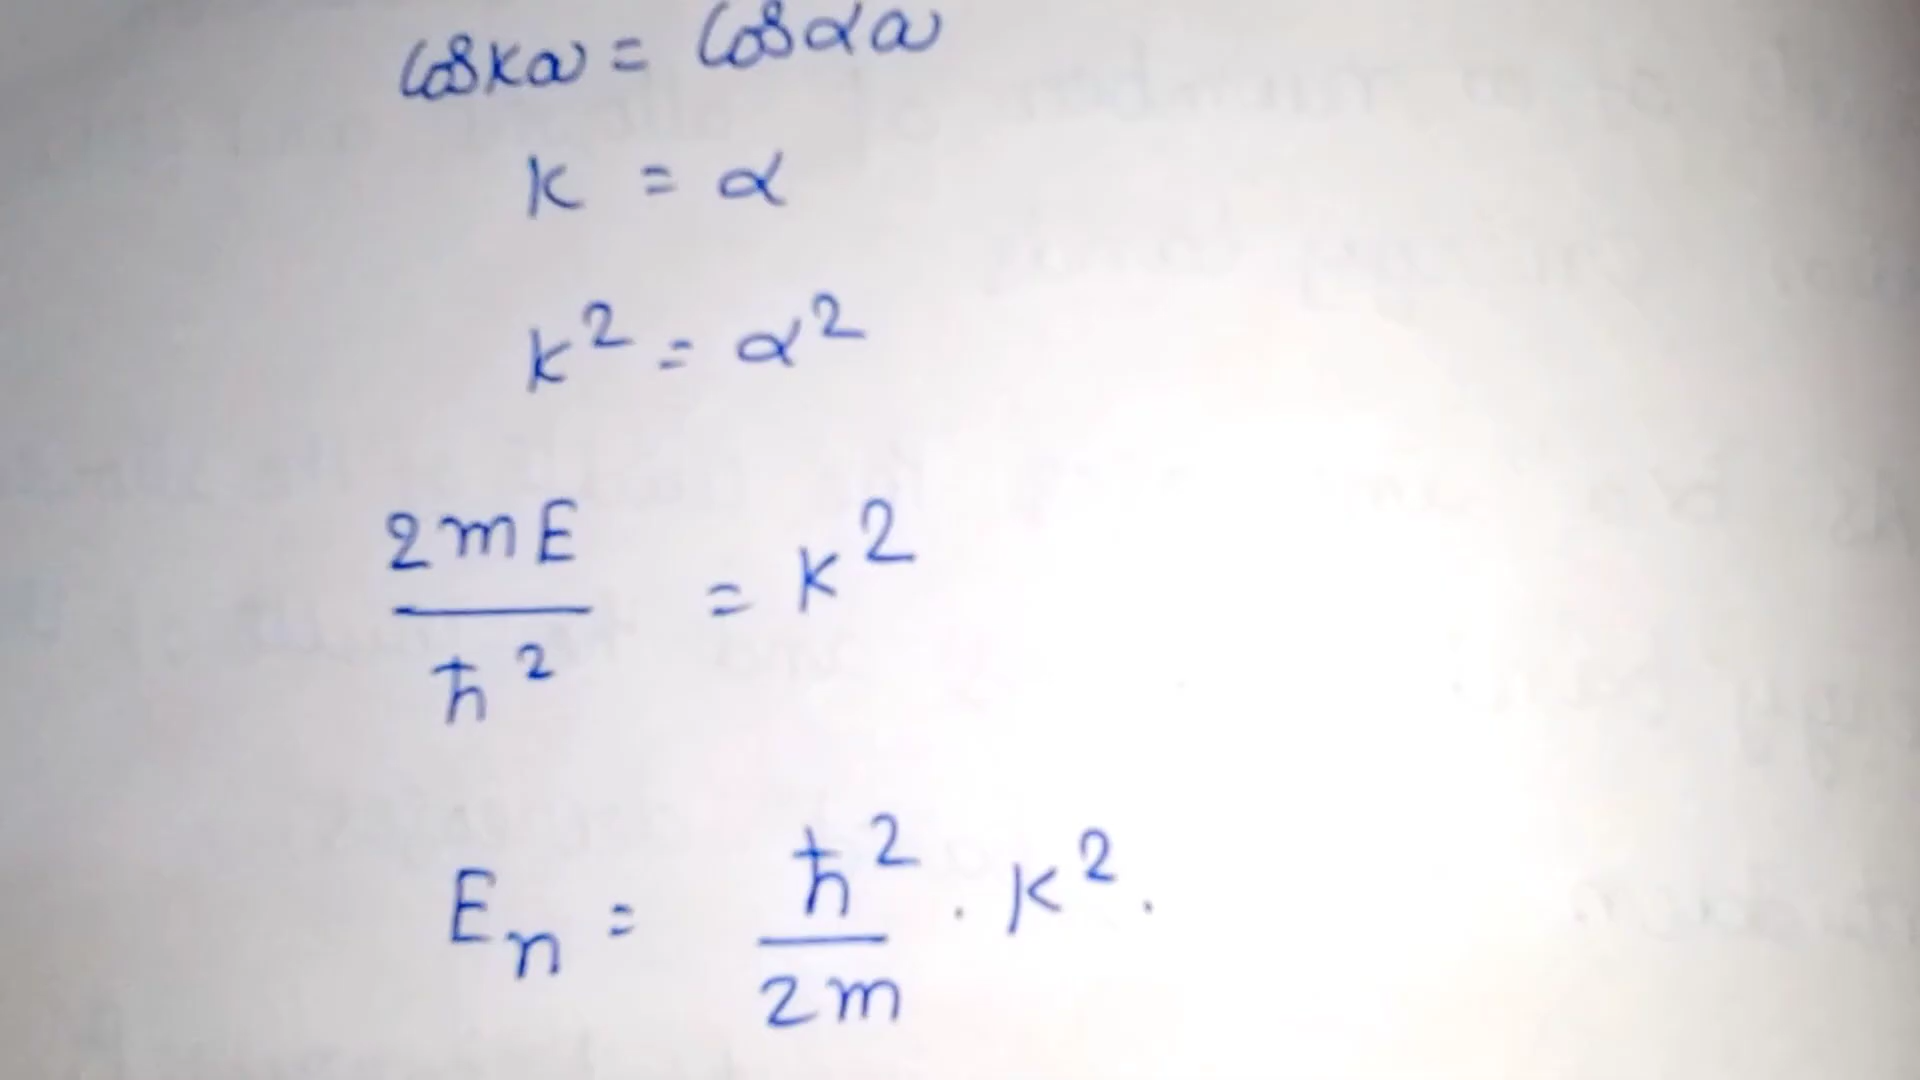 cos ka = cos αa
k = α
k² = α²
2mE / ħ² = k²
Eₙ = ħ² / 2m . k².